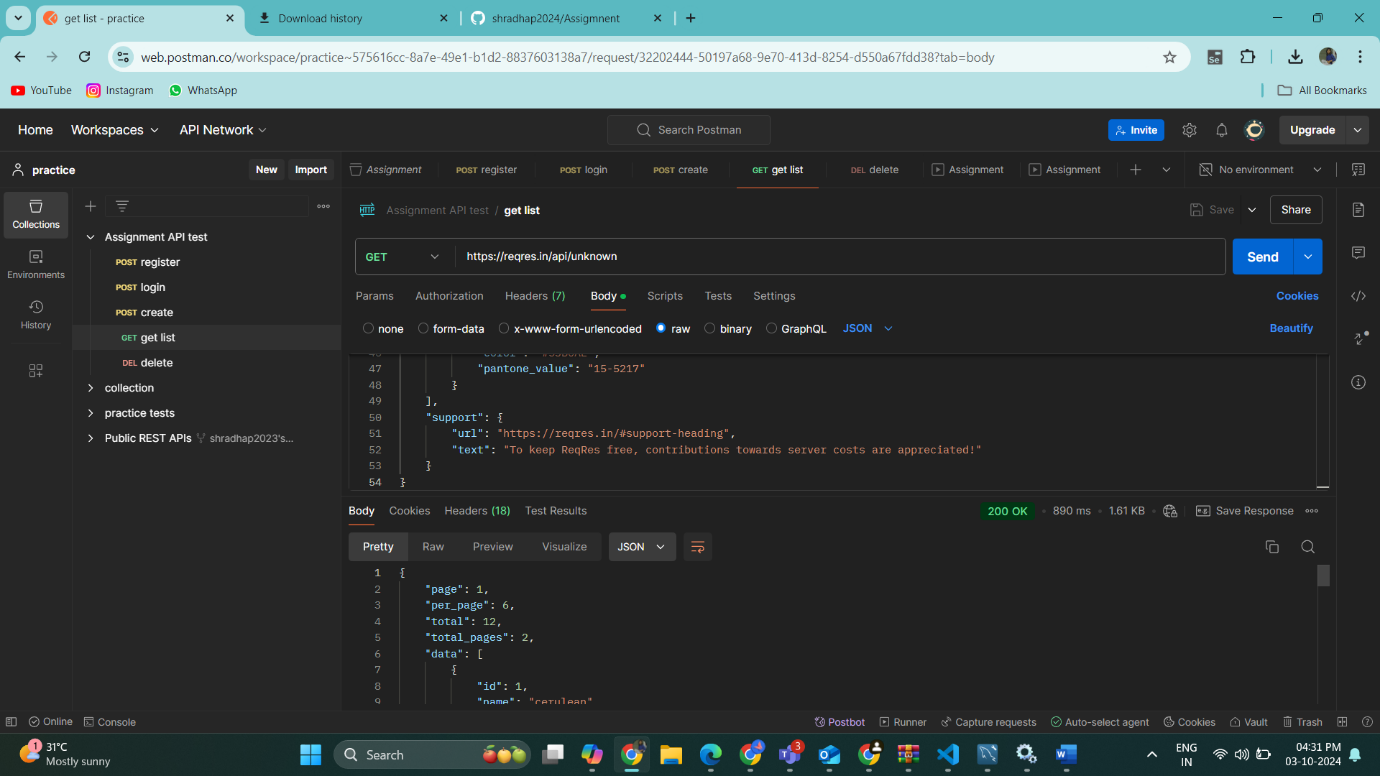 get list - practice
Download history
shradhap2024/Assigmnent
web.postman.co/workspace/practice~575616cc-8a7e-49e1-b1d2-8837603138a7/request/32202444-50197a68-9e70-413d-8254-d550a67fdd38?tab=body
Se
YouTube
Instagram
WhatsApp
All Bookmarks
Home
Workspaces
API Network
Search Postman
Invite
Upgrade
practice
New
Import
Assignment
POST register
POST login
POST create
GET get list
DEL delete
Assignment
Assignment
No environment
Collections
Environments
History
Assignment API test
POST register
POST login
POST create
GET get list
DEL delete
collection
practice tests
Public REST APIs shradhap2023's...
HTTP Assignment API test / get list
Save
Share
GET
https://reqres.in/api/unknown
Send
Params
Authorization
Headers (7)
Body
Scripts
Tests
Settings
Cookies
none
form-data
x-www-form-urlencoded
raw
binary
GraphQL
JSON
Beautify
47 "pantone_value": "15-5217"
48 }
49 ],
50 "support": {
51 "url": "https://reqres.in/#support-heading",
52 "text": "To keep ReqRes free, contributions towards server costs are appreciated!"
53 }
54 }
Body
Cookies
Headers (18)
Test Results
200 OK
890 ms
1.61 KB
e.g.
Save Response
Pretty
Raw
Preview
Visualize
JSON
1 {
2 "page": 1,
3 "per_page": 6,
4 "total": 12,
5 "total_pages": 2,
6 "data": [
7 {
8 "id": 1,
9 "name": "cerulean"
Online
Console
Postbot
Runner
Capture requests
Auto-select agent
Cookies
Vault
Trash
1
31°C
Mostly sunny
Search
3
ENG
IN
04:31 PM
03-10-2024